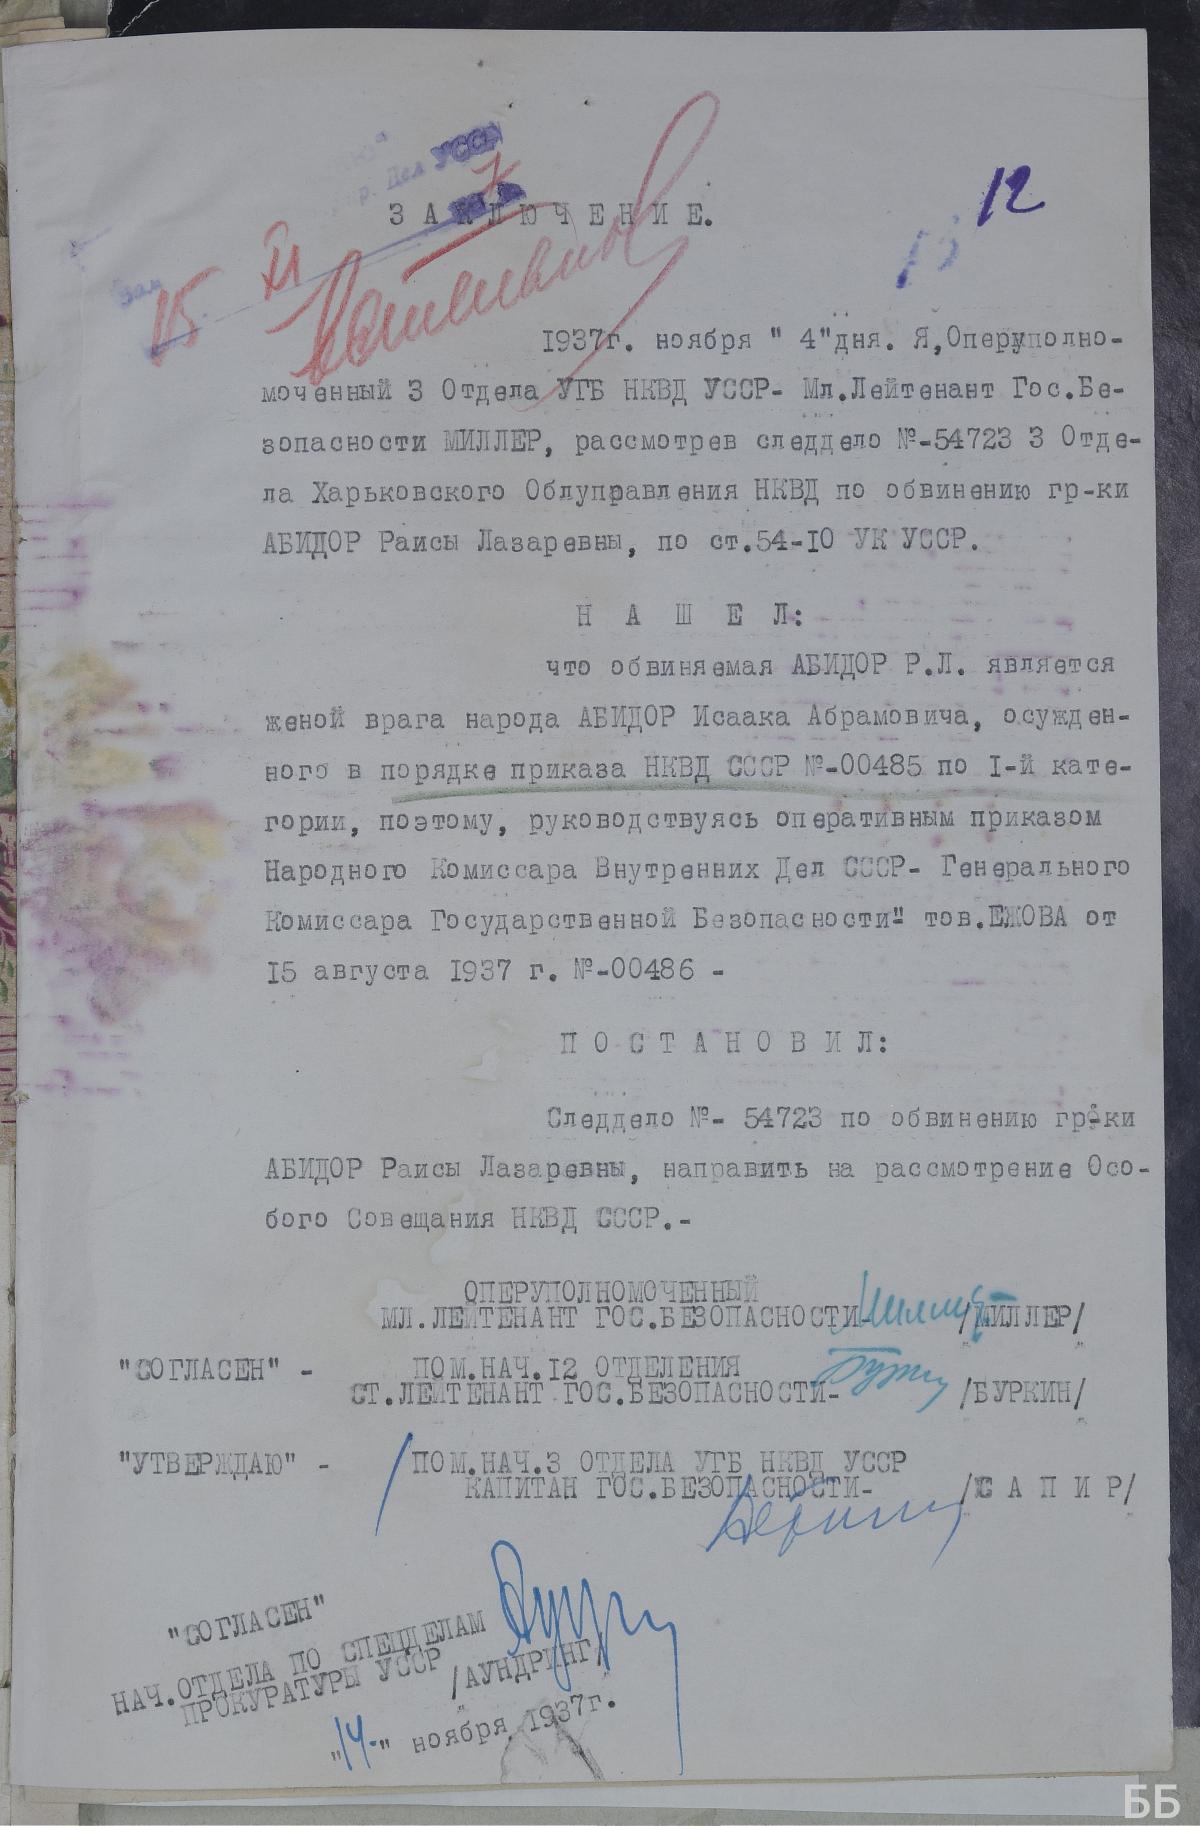 р. Дел УССР
ЗАКЛЮЧЕНИЕ.
12
15
Зам
15 XI 7
1937г. ноября " 4"дня. Я,Оперуполно-
моченный 3 Отдела УГБ НКВД УССР- Мл.Лейтенант Гос.Бе-
зопасности МИЛЛЕР, рассмотрев следдело №-54723 3 Отде-
ла Харьковского Облуправления НКВД по обвинению гр-ки
АБИДОР Раисы Лазаревны, по ст.54-10 УК УССР.
Н А Ш Е Л:
что обвиняемая АБИДОР Р.Л. является
женой врага народа АБИДОР Исаака Абрамовича, осужден-
ного в порядке приказа НКВД СССР №-00485 по I-й кате-
гории, поэтому, руководствуясь оперативным приказом
Народного Комиссара Внутренних Дел СССР- Генерального
Комиссара Государственной Безопасности" тов.ЕЖОВА от
15 августа 1937 г. №-00486 -
П О С Т А Н О В И Л:
Следдело №- 54723 по обвинению гр-ки
АБИДОР Раисы Лазаревны, направить на рассмотрение Осо-
бого Совещания НКВД СССР.-
ОПЕРУПОЛНОМОЧЕННЫЙ
МЛ.ЛЕЙТЕНАНТ ГОС.БЕЗОПАСНОСТИ- /МИЛЛЕР/
"СОГЛАСЕН" - ПОМ.НАЧ.12 ОТДЕЛЕНИЯ
СТ.ЛЕЙТЕНАНТ ГОС.БЕЗОПАСНОСТИ- /БУРКИН/
"УТВЕРЖДАЮ" - ПОМ.НАЧ.3 ОТДЕЛА УГБ НКВД УССР
КАПИТАН ГОС.БЕЗОПАСНОСТИ- /С А П И Р/
"СОГЛАСЕН"
НАЧ.ОТДЕЛА ПО СПЕЦДЕЛАМ
ПРОКУРАТУРЫ УССР /АУНДРИНГ/
"14" ноября 1937г.
ББ